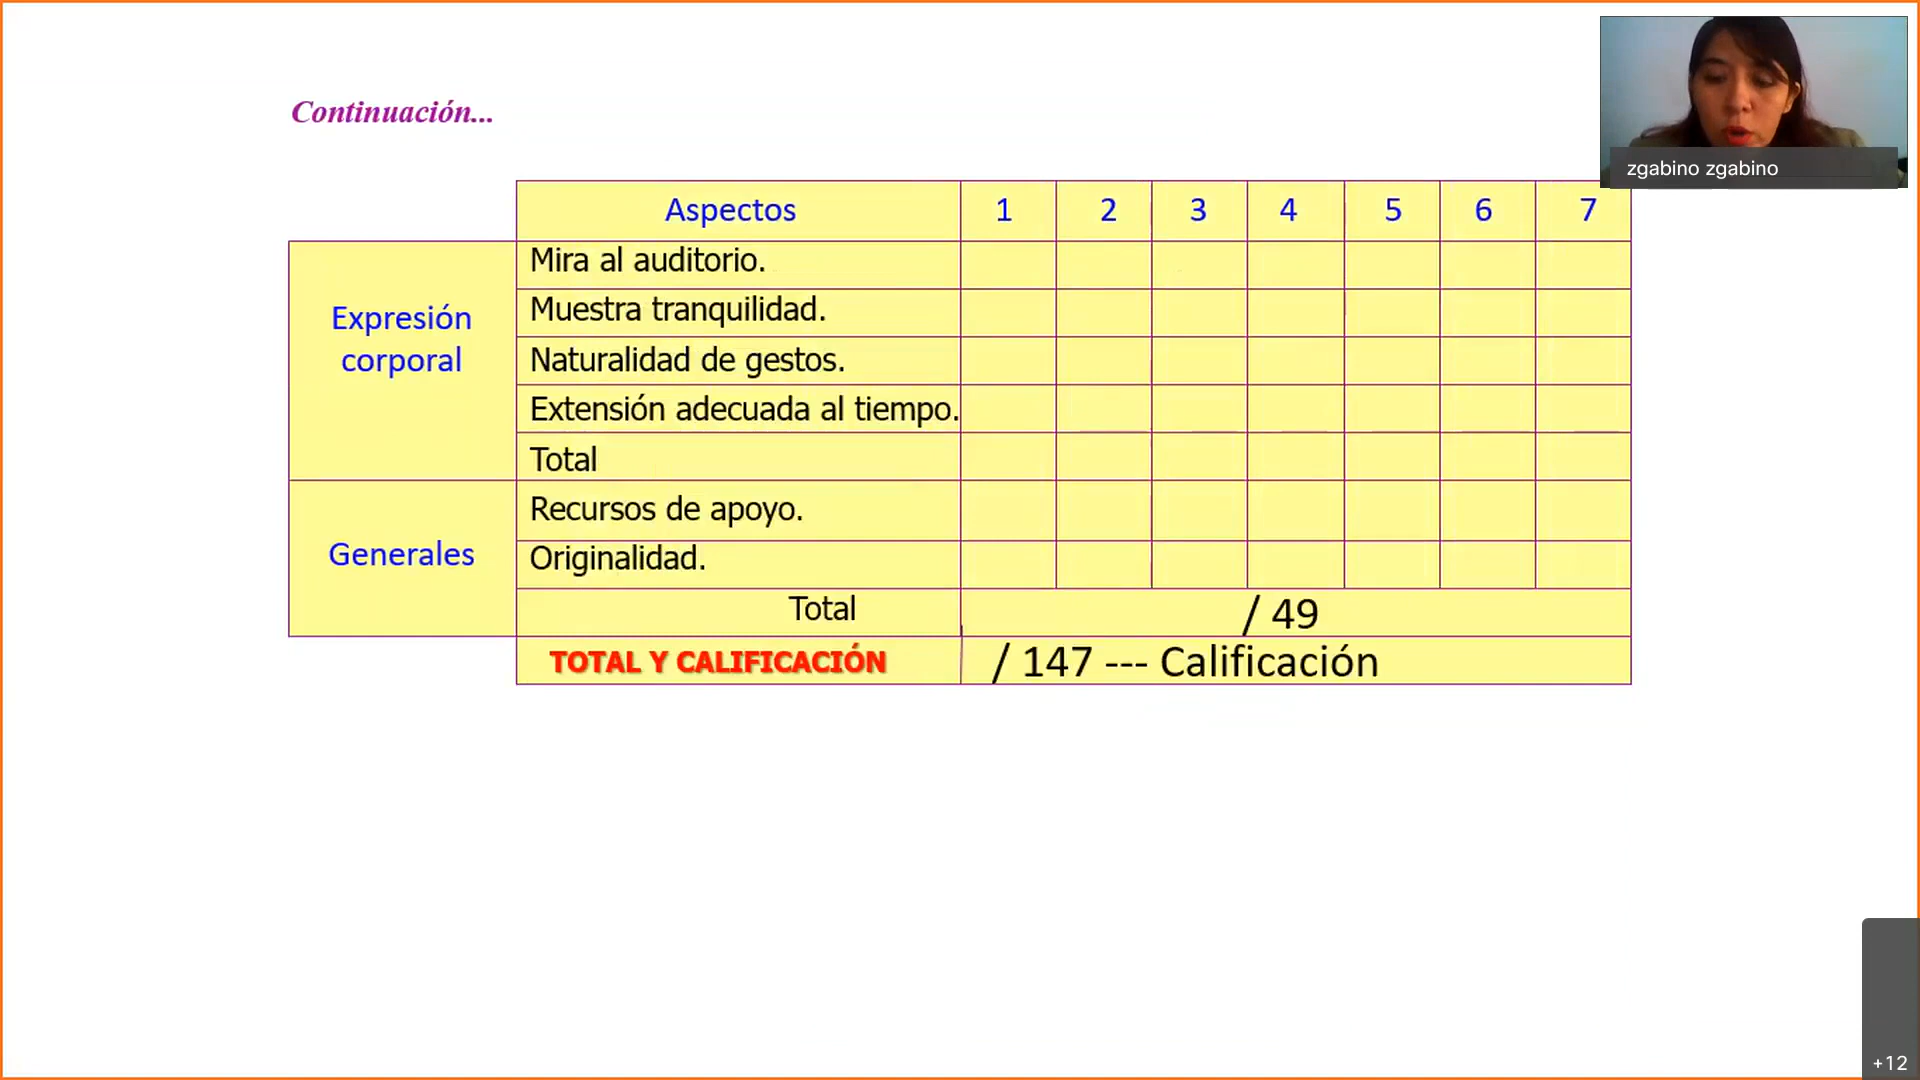 Continuación...
zgabino zgabino
Aspectos 1 2 3 4 5 6 7
Expresión
corporal
Mira al auditorio.
Muestra tranquilidad.
Naturalidad de gestos.
Extensión adecuada al tiempo.
Total
Generales
Recursos de apoyo.
Originalidad.
Total / 49
TOTAL Y CALIFICACIÓN / 147 --- Calificación
+12